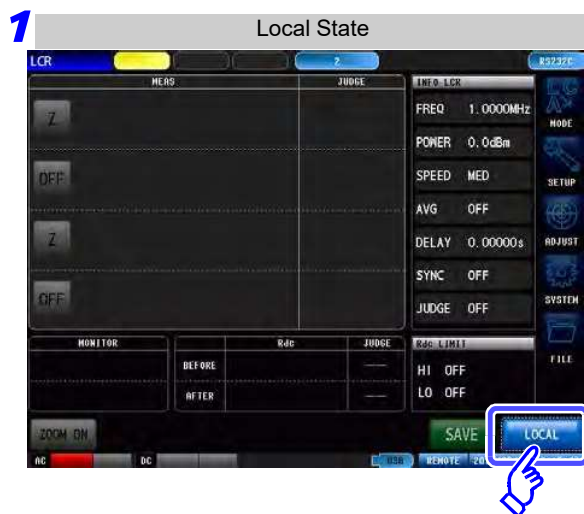 1
Local State
LCR
2
RS232C
MEAS JUDGE
INFO LCR
Z
FREQ 1.0000MHz
MODE
POWER 0.0dBm
OFF
SPEED MED
SETUP
AVG OFF
Z
DELAY 0.00000s
ADJUST
SYNC OFF
OFF
JUDGE OFF
SYSTEM
MONITOR Rdc JUDGE
Rdc LIMIT
BEFORE ----
HI OFF
FILE
AFTER ----
LO OFF
ZOOM ON
SAVE
LOCAL
AC DC USB REMOTE